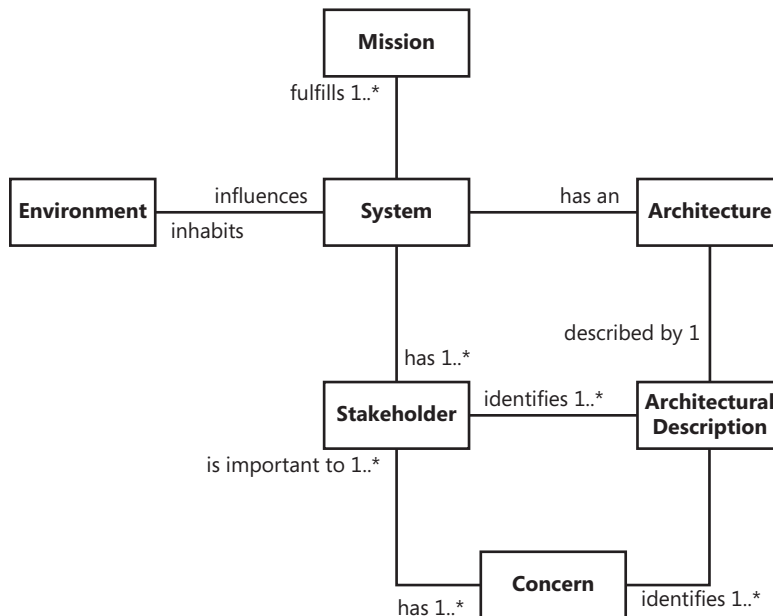 Mission
fulfills 1..*
Environment
influences
inhabits
System
has an
Architecture
described by 1
has 1..*
Stakeholder
identifies 1..*
Architectural
Description
is important to 1..*
Concern
has 1..*
identifies 1..*